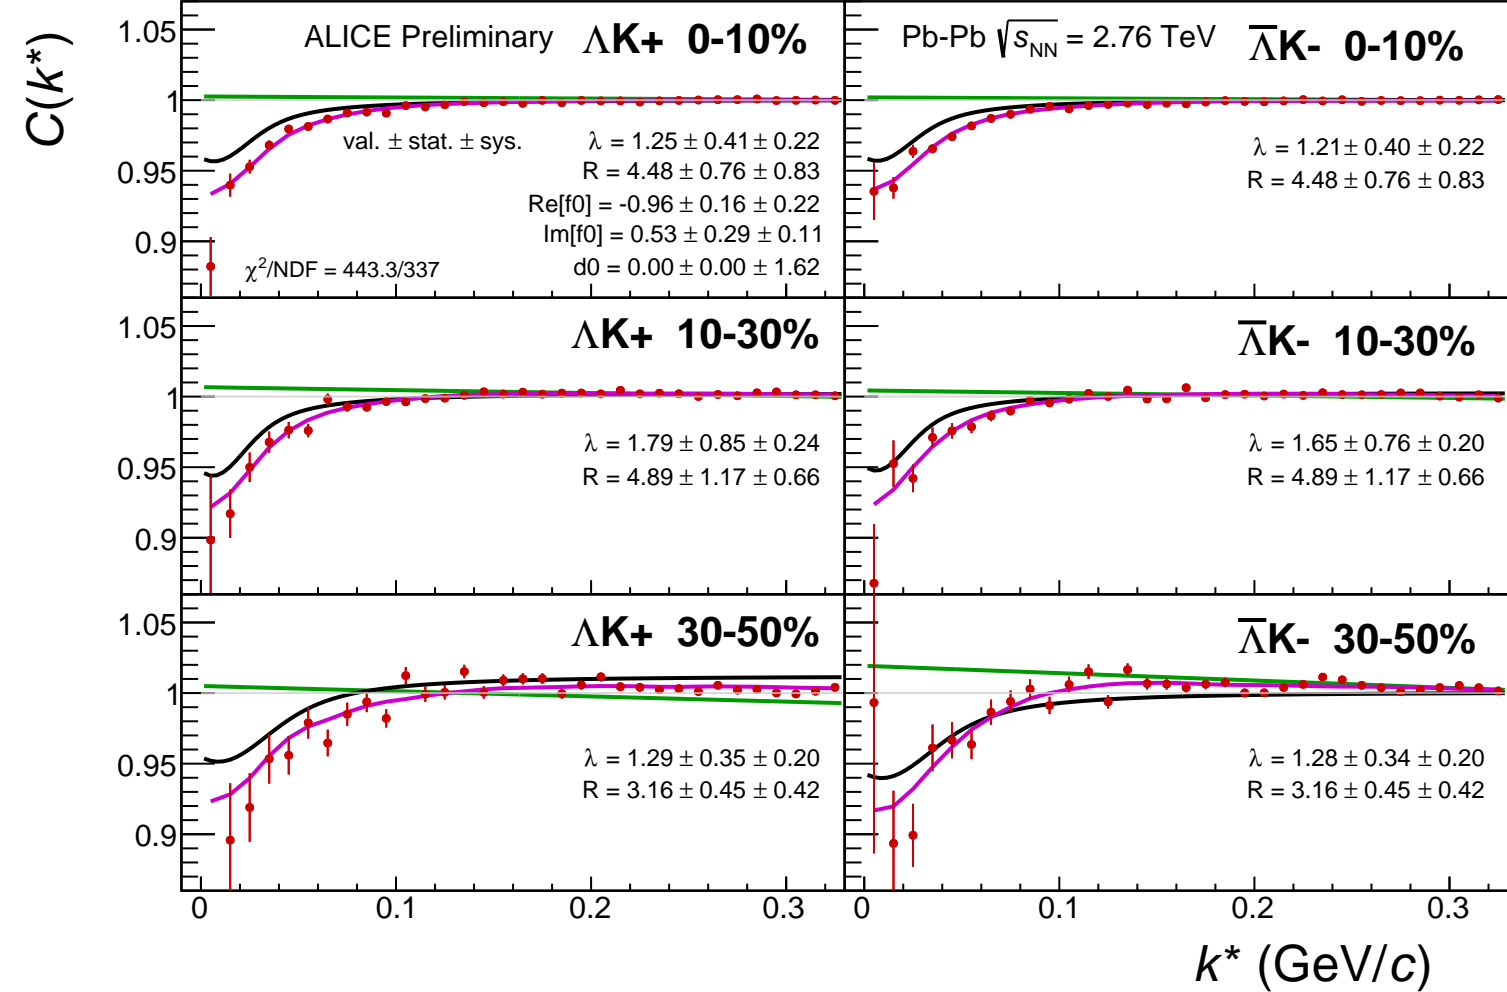 C(k*)
ALICE Preliminary ΛK+ 0-10%
1.05
1
0.95
0.9
val. ± stat. ± sys.
λ = 1.25 ± 0.41 ± 0.22
R = 4.48 ± 0.76 ± 0.83
Re[f0] = -0.96 ± 0.16 ± 0.22
Im[f0] = 0.53 ± 0.29 ± 0.11
d0 = 0.00 ± 0.00 ± 1.62
χ²/NDF = 443.3/337
Pb-Pb √s_NN = 2.76 TeV Λ̅K- 0-10%
λ = 1.21 ± 0.40 ± 0.22
R = 4.48 ± 0.76 ± 0.83
ΛK+ 10-30%
1.05
1
0.95
0.9
λ = 1.79 ± 0.85 ± 0.24
R = 4.89 ± 1.17 ± 0.66
Λ̅K- 10-30%
λ = 1.65 ± 0.76 ± 0.20
R = 4.89 ± 1.17 ± 0.66
ΛK+ 30-50%
1.05
1
0.95
0.9
λ = 1.29 ± 0.35 ± 0.20
R = 3.16 ± 0.45 ± 0.42
Λ̅K- 30-50%
λ = 1.28 ± 0.34 ± 0.20
R = 3.16 ± 0.45 ± 0.42
0 0.1 0.2 0.3
0 0.1 0.2 0.3
k* (GeV/c)